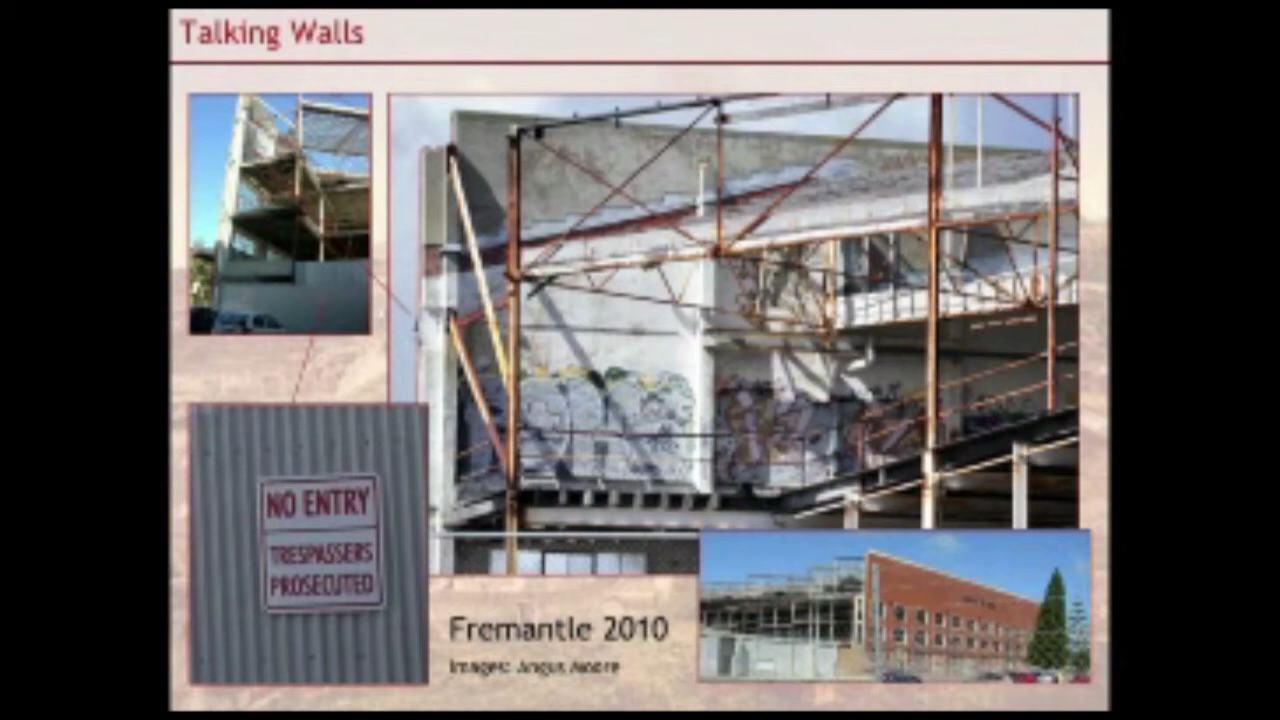 Talking Walls
NO ENTRY
TRESPASSERS
PROSECUTED
Fremantle 2010
Images: Angus Moore